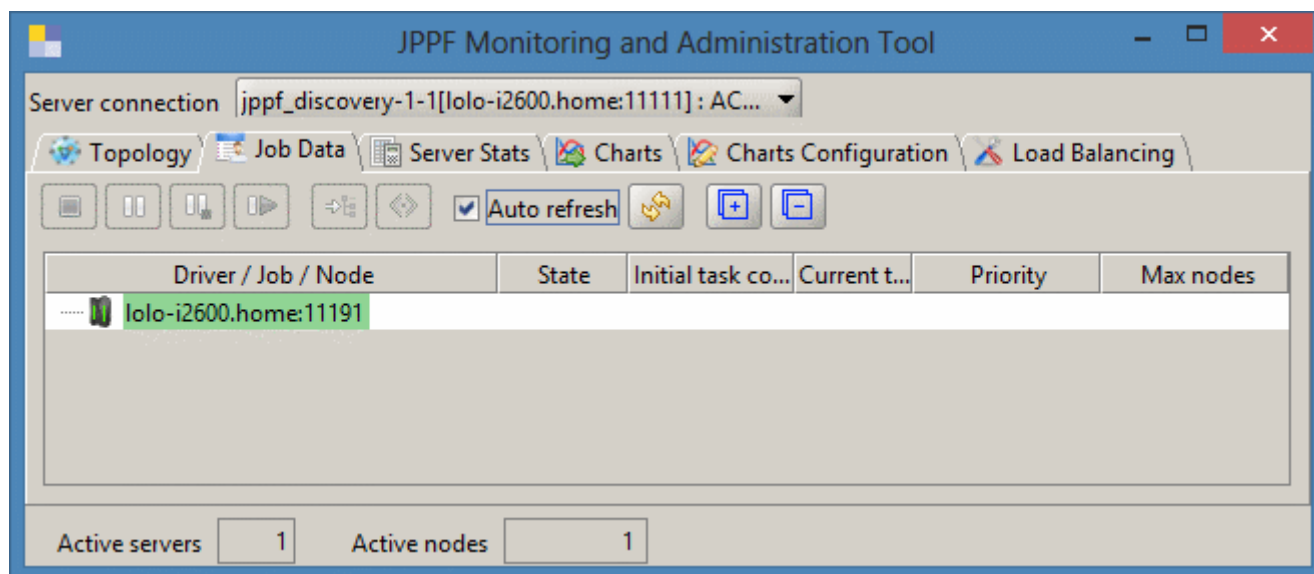 JPPF Monitoring and Administration Tool
Server connection jppf_discovery-1-1[lolo-i2600.home:11111] : AC...
Topology Job Data Server Stats Charts Charts Configuration Load Balancing
Auto refresh
Driver / Job / Node State Initial task co... Current t... Priority Max nodes
lolo-i2600.home:11191
Active servers 1 Active nodes 1